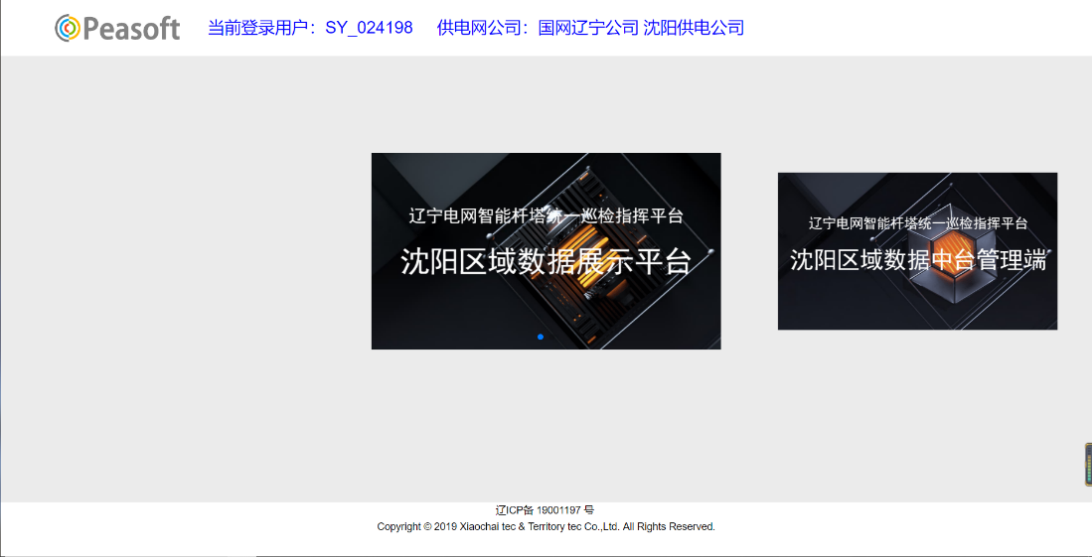 Peasoft 当前登录用户：SY_024198 供电网公司：国网辽宁公司 沈阳供电公司
辽宁电网智能杆塔统一巡检指挥平台
沈阳区域数据展示平台
辽宁电网智能杆塔统一巡检指挥平台
沈阳区域数据中台管理端
辽ICP备 19001197 号
Copyright © 2019 Xiaochai tec & Territory tec Co.,Ltd. All Rights Reserved.